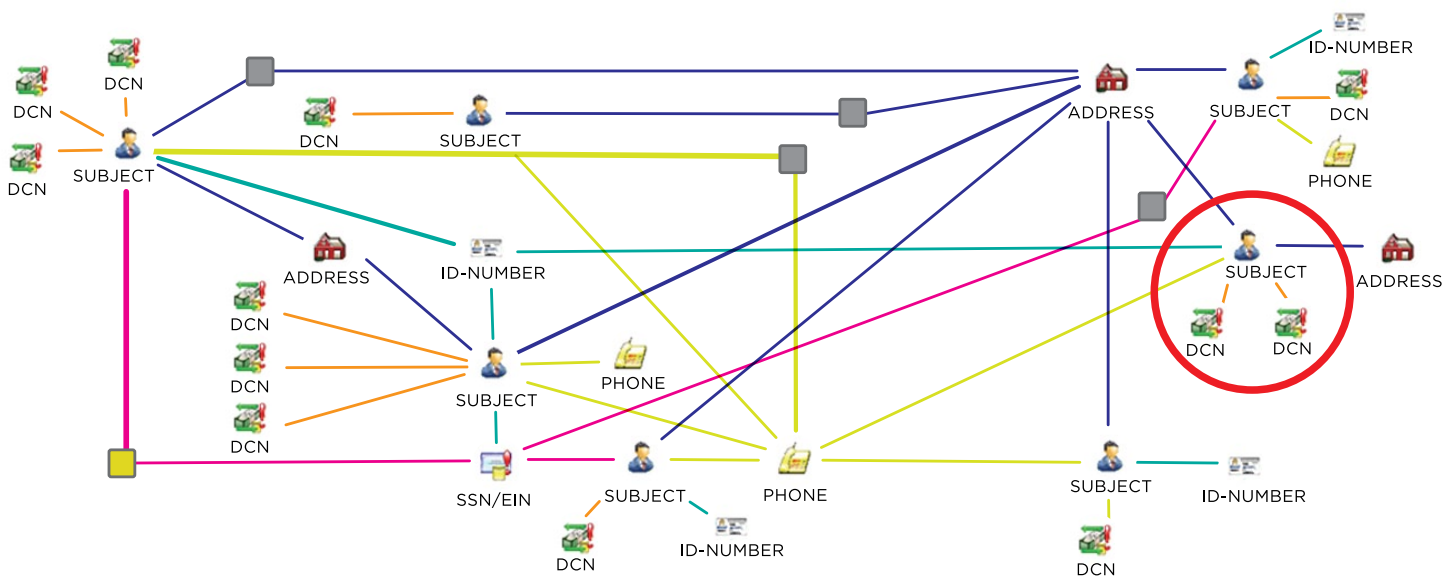 ID-NUMBER
DCN
DCN
DCN
SUBJECT
DCN
ADDRESS
SUBJECT
DCN
SUBJECT
DCN
SUBJECT
PHONE
ADDRESS
ID-NUMBER
SUBJECT
ADDRESS
DCN
DCN
DCN
DCN
PHONE
SUBJECT
DCN
SSN/EIN
SUBJECT
PHONE
SUBJECT
ID-NUMBER
DCN
ID-NUMBER
DCN